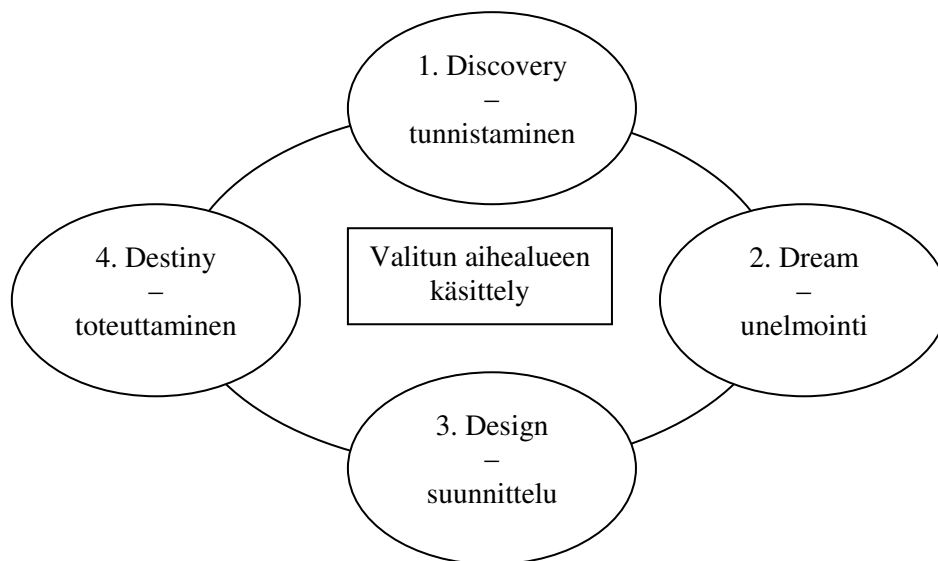 1. Discovery
–
tunnistaminen
4. Destiny
–
toteuttaminen
Valitun aihealueen
käsittely
2. Dream
–
unelmointi
3. Design
–
suunnittelu